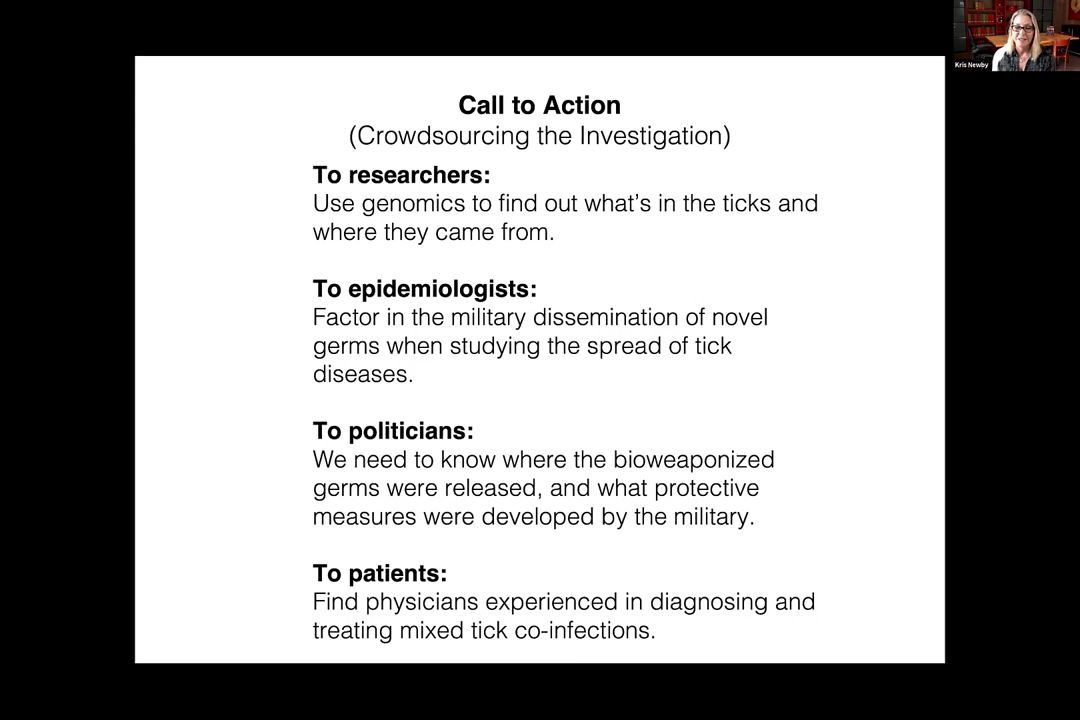 Call to Action
(Crowdsourcing the Investigation)
To researchers:
Use genomics to find out what’s in the ticks and
where they came from.
To epidemiologists:
Factor in the military dissemination of novel
germs when studying the spread of tick
diseases.
To politicians:
We need to know where the bioweaponized
germs were released, and what protective
measures were developed by the military.
To patients:
Find physicians experienced in diagnosing and
treating mixed tick co-infections.
Kris Newby